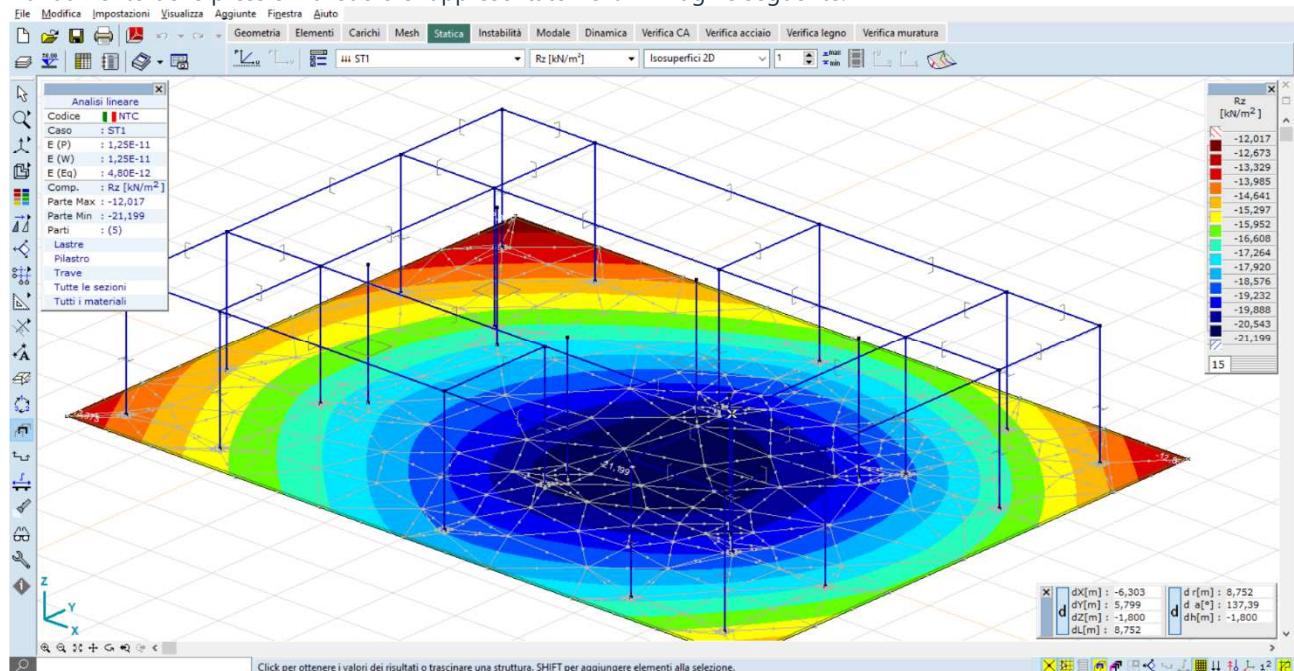 File Modifica Impostazioni Visualizza Aggiunte Finestra Aiuto
Geometria Elementi Carichi Mesh Statica Instabilità Modale Dinamica Verifica CA Verifica acciaio Verifica legno Verifica muratura
ST1 Rz [kN/m²] Isosuperfici 2D 1
Analisi lineare
Codice NTC
Caso : ST1
E (P) : 1,25E-11
E (W) : 1,25E-11
E (Eq) : 4,80E-12
Comp. : Rz [kN/m²]
Parte Max : -12,017
Parte Min : -21,199
Parti : (5)
Lastre
Pilastro
Trave
Tutte le sezioni
Tutti i materiali
Rz
[kN/m²]
-12,017
-12,673
-13,329
-13,985
-14,641
-15,297
-15,952
-16,608
-17,264
-17,920
-18,576
-19,232
-19,888
-20,543
-21,199
15
-21,199
Z
Y
X
d
dX[m] : -6,303
dY[m] : 5,799
dZ[m] : -1,800
dL[m] : 8,752
d
d r[m] : 8,752
d a[°] : 137,39
dh[m] : -1,800
Click per ottenere i valori dei risultati o trascinare una struttura. SHIFT per aggiungere elementi alla selezione.